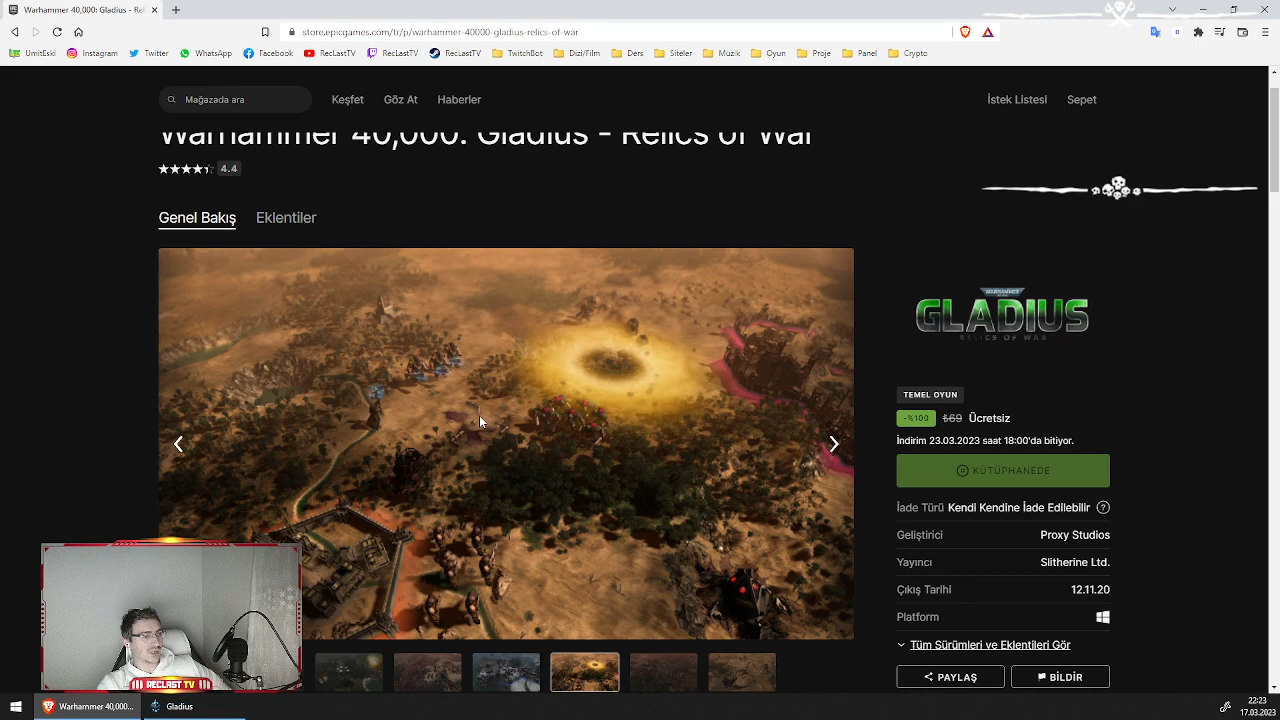 Warhammer 40,000: Gladius - Rel
store.epicgames.com/tr/p/warhammer-40000-gladius-relics-of-war
UmitEski
Instagram
Twitter
WhatsApp
Facebook
RecLastTV
RecLastTV
RecLastTV
TwitchBot
Dizi/Film
Ders
Siteler
Müzik
Oyun
Proje
Panel
Crypto
Mağazada ara
Keşfet
Göz At
Haberler
İstek Listesi
Sepet
Warhammer 40,000: Gladius - Relics of War
4.4
Genel Bakış
Eklentiler
WARHAMMER
GLADIUS
RELICS OF WAR
TEMEL OYUN
-%100 ₺69 Ücretsiz
İndirim 23.03.2023 saat 18:00'da bitiyor.
KÜTÜPHANEDE
İade Türü Kendi Kendine İade Edilebilir ?
Geliştirici Proxy Studios
Yayıncı Slitherine Ltd.
Çıkış Tarihi 12.11.20
Platform
Tüm Sürümleri ve Eklentileri Gör
PAYLAŞ
BİLDİR
RECLAST TV
Warhammer 40,000...
Gladius
22:23
17.03.2023